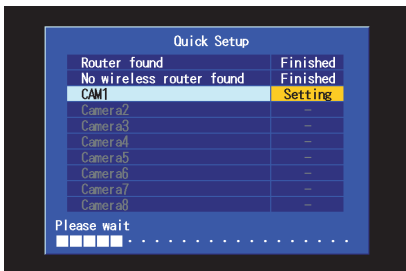 Quick Setup
Router found Finished
No wireless router found Finished
CAM1 Setting
Camera2 –
Camera3 –
Camera4 –
Camera5 –
Camera6 –
Camera7 –
Camera8 –
Please wait